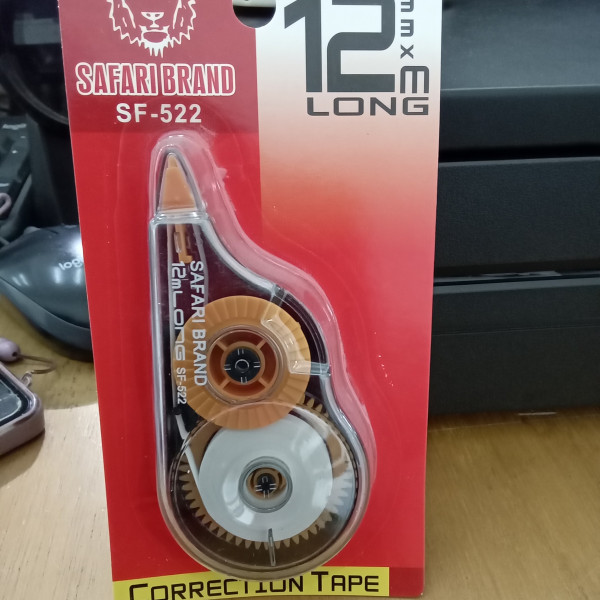 SAFARI BRAND
SF-522
12 mm x m
LONG
SAFARI BRAND
12m LONG SF-522
CORRECTION TAPE